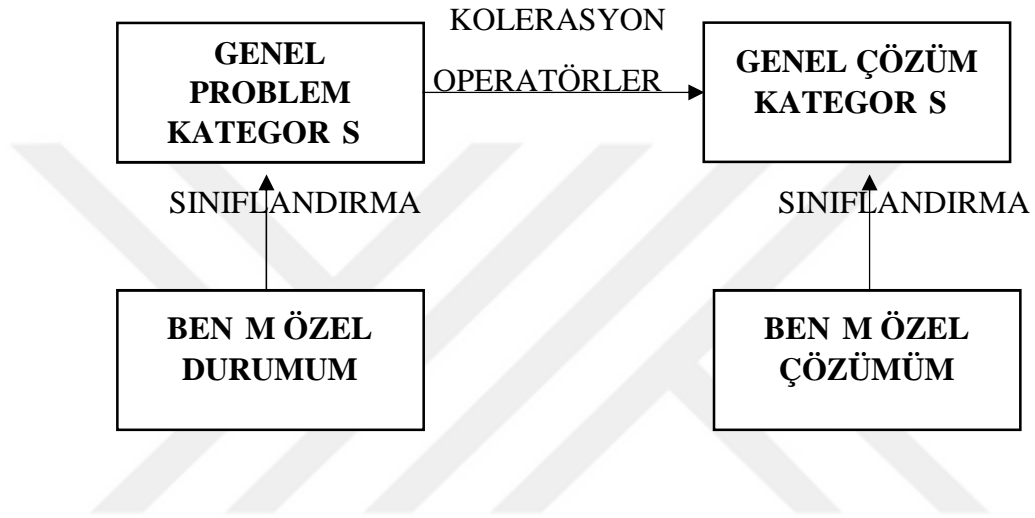 KOLERASYON
GENEL
PROBLEM
KATEGOR S
OPERATÖRLER
GENEL ÇÖZÜM
KATEGOR S
SINIFLANDIRMA
SINIFLANDIRMA
BEN M ÖZEL
DURUMUM
BEN M ÖZEL
ÇÖZÜMÜM